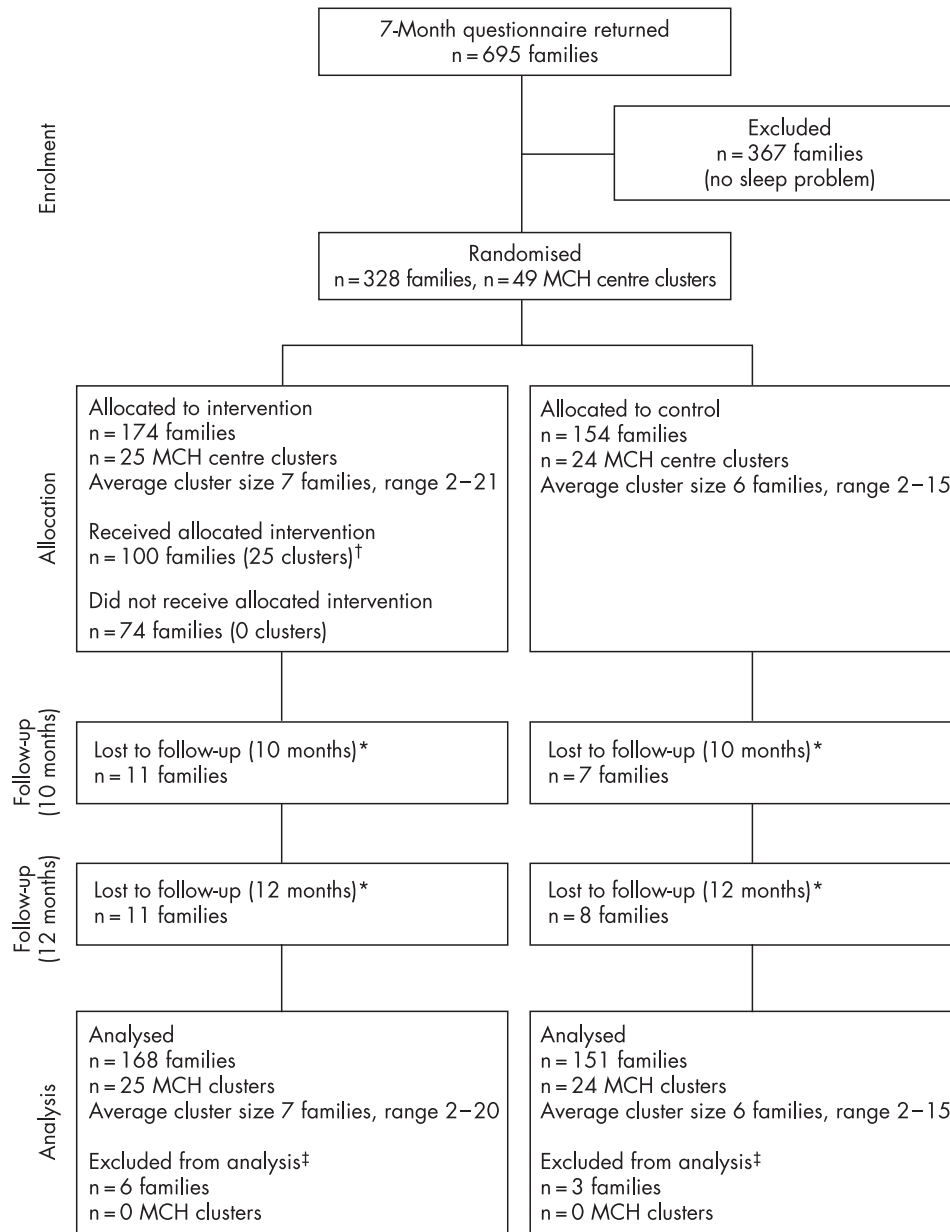 7-Month questionnaire returned
n=695 families
Enrolment
Excluded
n=367 families
(no sleep problem)
Randomised
n=328 families, n=49 MCH centre clusters
Allocation
Allocated to intervention
n=174 families
n=25 MCH centre clusters
Average cluster size 7 families, range 2–21
Received allocated intervention
n=100 families (25 clusters)†
Did not receive allocated intervention
n=74 families (0 clusters)
Allocated to control
n=154 families
n=24 MCH centre clusters
Average cluster size 6 families, range 2–15
Follow-up
(10 months)
Lost to follow-up (10 months)*
n=11 families
Lost to follow-up (10 months)*
n=7 families
Follow-up
(12 months)
Lost to follow-up (12 months)*
n=11 families
Lost to follow-up (12 months)*
n=8 families
Analysis
Analysed
n=168 families
n=25 MCH clusters
Average cluster size 7 families, range 2–20
Excluded from analysis‡
n=6 families
n=0 MCH clusters
Analysed
n=151 families
n=24 MCH clusters
Average cluster size 6 families, range 2–15
Excluded from analysis‡
n=3 families
n=0 MCH clusters